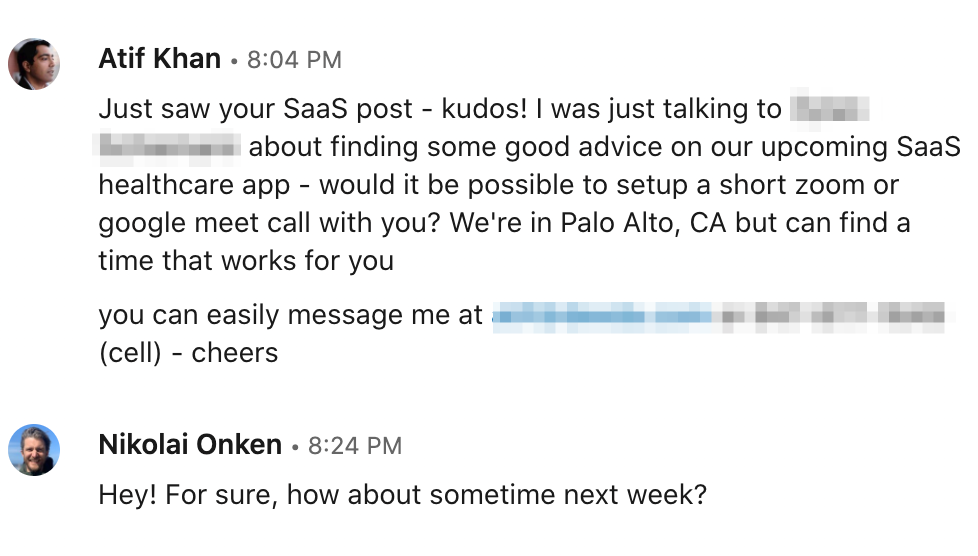 Atif Khan • 8:04 PM
Just saw your SaaS post - kudos! I was just talking to
about finding some good advice on our upcoming SaaS
healthcare app - would it be possible to setup a short zoom or
google meet call with you? We're in Palo Alto, CA but can find a
time that works for you
you can easily message me at
(cell) - cheers
Nikolai Onken • 8:24 PM
Hey! For sure, how about sometime next week?